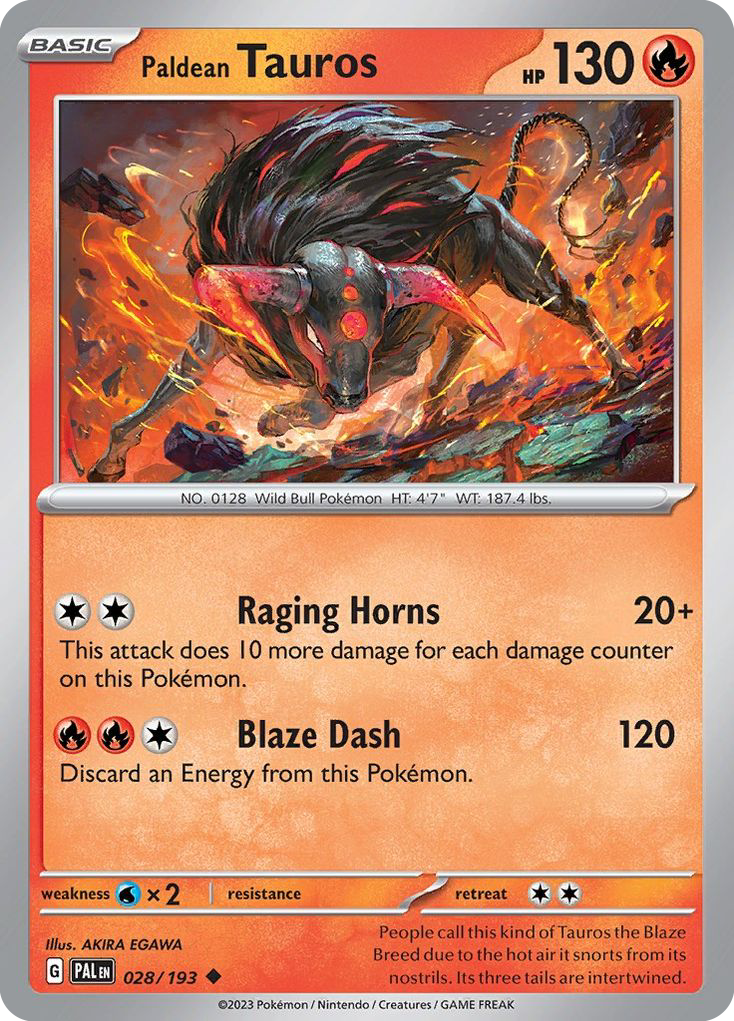 BASIC
Paldean Tauros
HP 130
NO. 0128 Wild Bull Pokémon HT: 4'7" WT: 187.4 lbs.
Raging Horns 20+
This attack does 10 more damage for each damage counter
on this Pokémon.
Blaze Dash 120
Discard an Energy from this Pokémon.
weakness ×2 resistance retreat
Illus. AKIRA EGAWA
G PAL EN 028/193
People call this kind of Tauros the Blaze
Breed due to the hot air it snorts from its
nostrils. Its three tails are intertwined.
©2023 Pokémon / Nintendo / Creatures / GAME FREAK